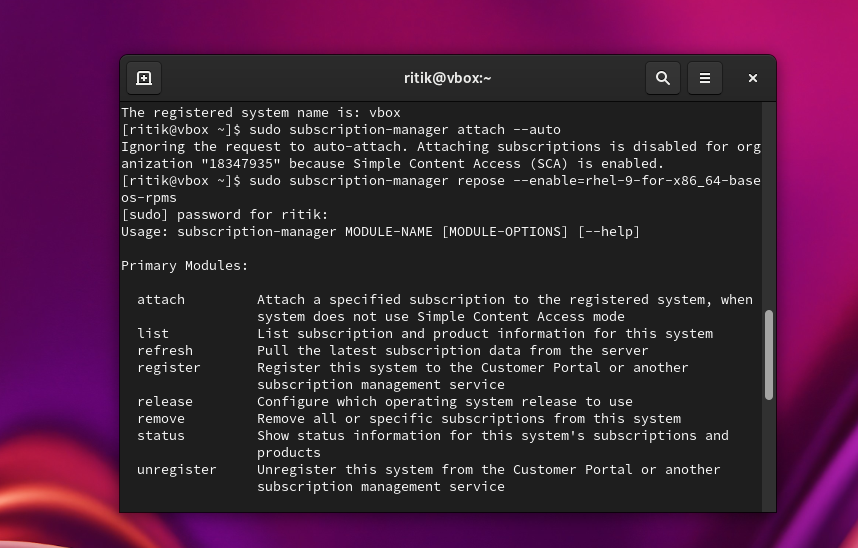 ritik@vbox:~
The registered system name is: vbox
[ritik@vbox ~]$ sudo subscription-manager attach --auto
Ignoring the request to auto-attach. Attaching subscriptions is disabled for org
anization "18347935" because Simple Content Access (SCA) is enabled.
[ritik@vbox ~]$ sudo subscription-manager repose --enable=rhel-9-for-x86_64-base
os-rpms
[sudo] password for ritik:
Usage: subscription-manager MODULE-NAME [MODULE-OPTIONS] [--help]
Primary Modules:
attach Attach a specified subscription to the registered system, when
system does not use Simple Content Access mode
list List subscription and product information for this system
refresh Pull the latest subscription data from the server
register Register this system to the Customer Portal or another
subscription management service
release Configure which operating system release to use
remove Remove all or specific subscriptions from this system
status Show status information for this system's subscriptions and
products
unregister Unregister this system from the Customer Portal or another
subscription management service